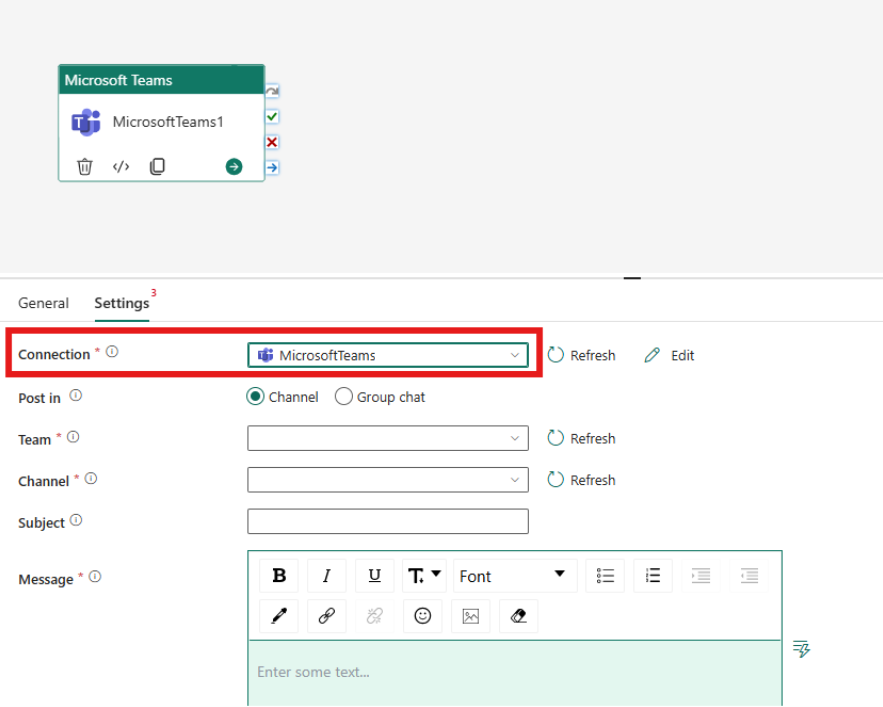 Microsoft Teams
MicrosoftTeams1
General Settings 3
Connection * MicrosoftTeams Refresh Edit
Post in Channel Group chat
Team * Refresh
Channel * Refresh
Subject
Message * B I U T Font
Enter some text...